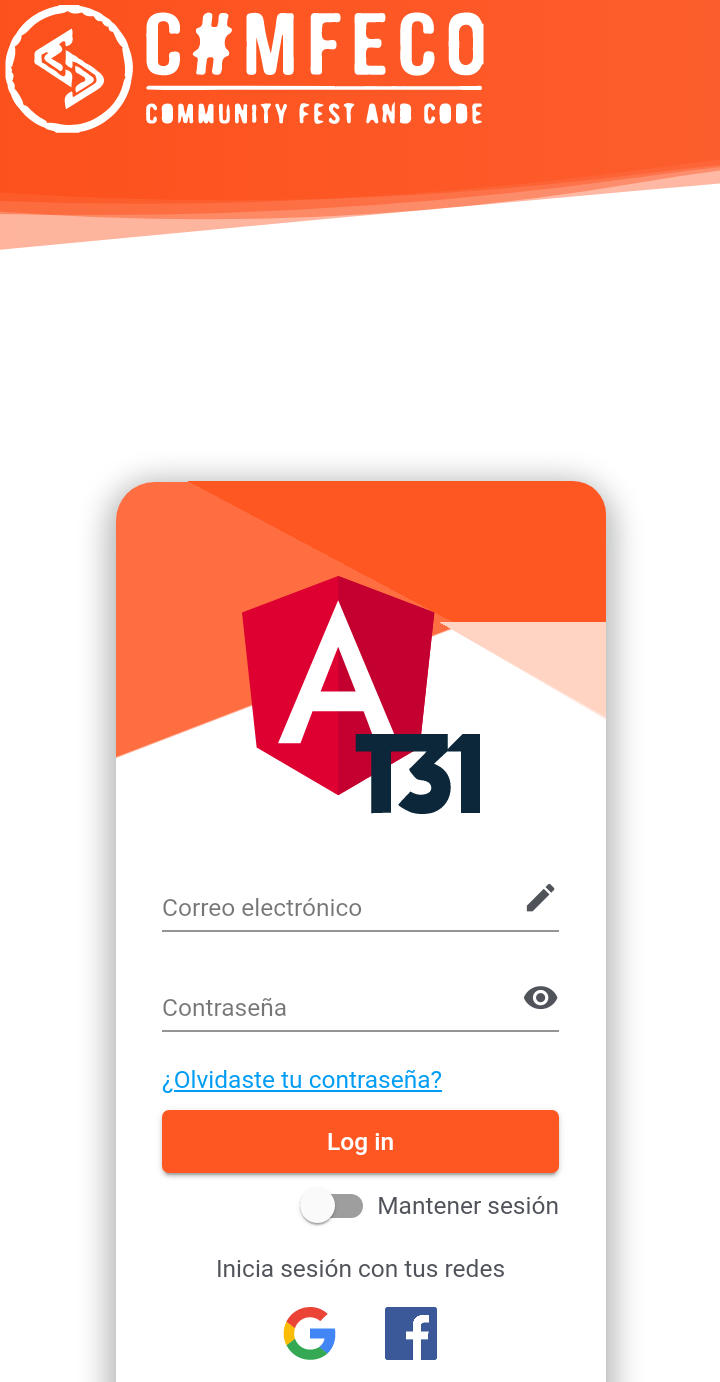 C#MFECO
COMMUNITY FEST AND CODE
A
T31
Correo electrónico
Contraseña
¿Olvidaste tu contraseña?
Log in
Mantener sesión
Inicia sesión con tus redes